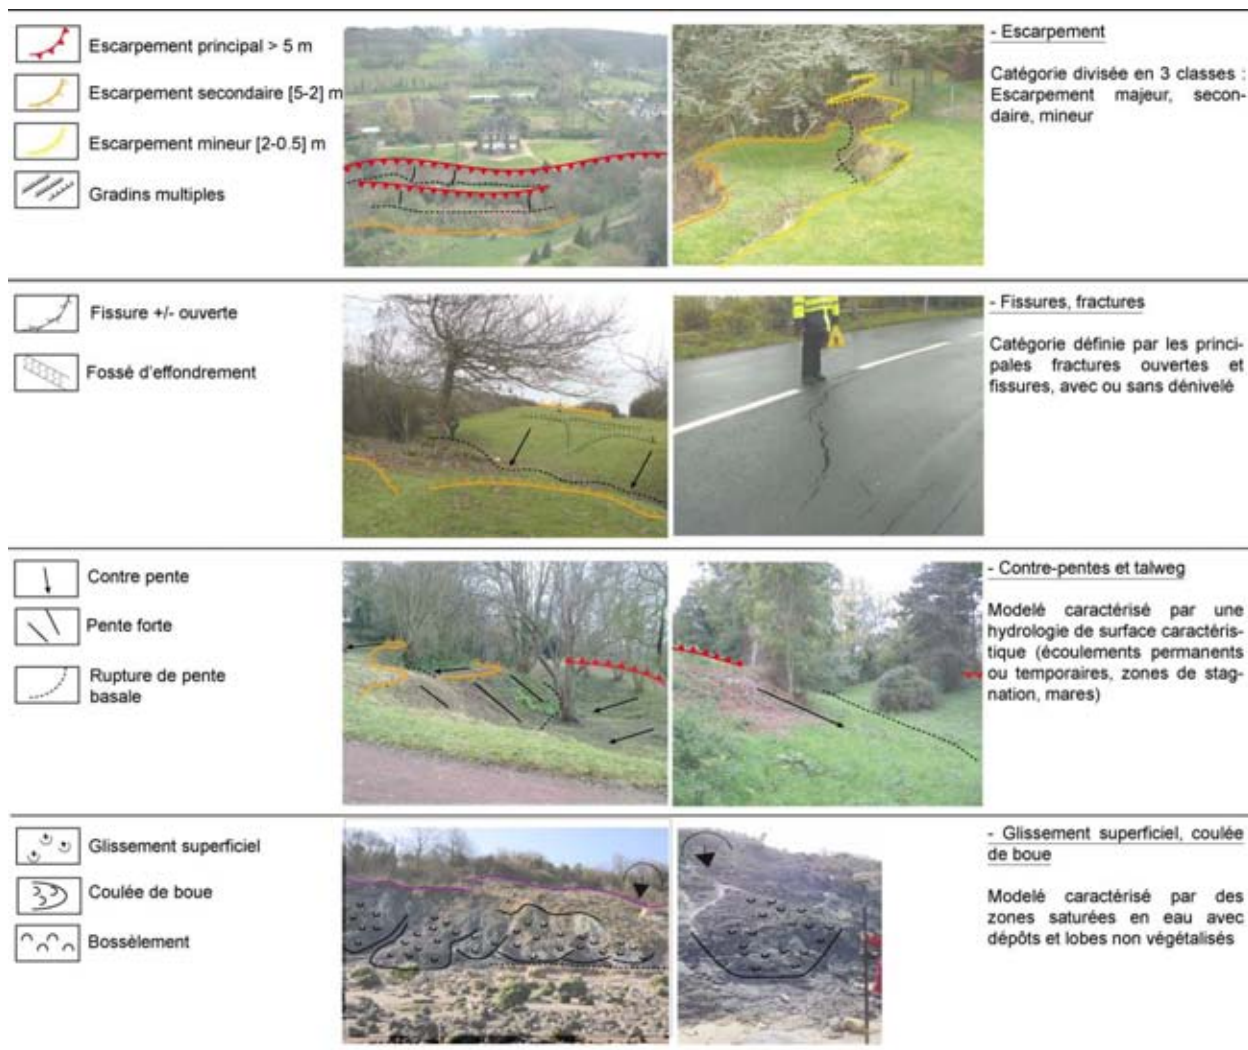 Escarpement principal > 5 m
Escarpement secondaire [5-2] m
Escarpement mineur [2-0.5] m
Gradins multiples
- Escarpement
Catégorie divisée en 3 classes :
Escarpement majeur, secon-
daire, mineur
Fissure +/- ouverte
Fossé d'effondrement
- Fissures, fractures
Catégorie définie par les princi-
pales fractures ouvertes et
fissures, avec ou sans dénivelé
Contre pente
Pente forte
Rupture de pente
basale
- Contre-pentes et talweg
Modelé caractérisé par une
hydrologie de surface caractéris-
tique (écoulements permanents
ou temporaires, zones de stag-
nation, mares)
Glissement superficiel
Coulée de boue
Bossèlement
- Glissement superficiel, coulée
de boue
Modelé caractérisé par des
zones saturées en eau avec
dépôts et lobes non végétalisés